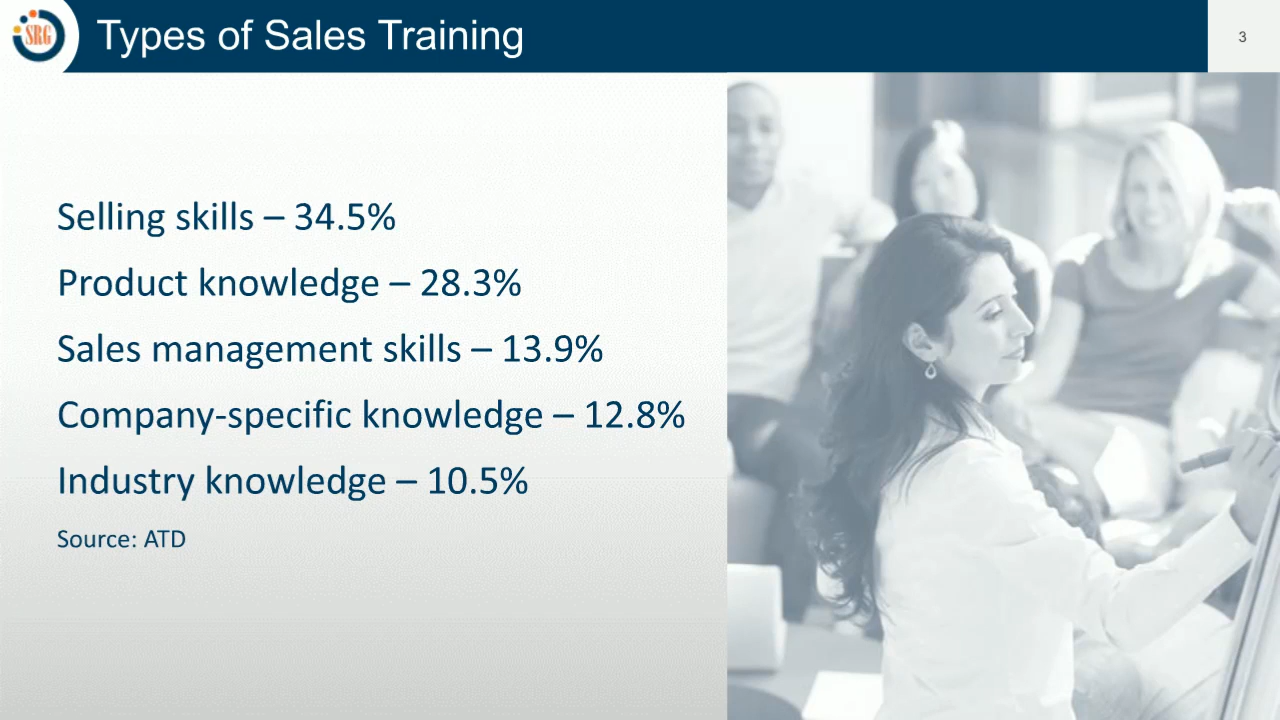 SRG
Types of Sales Training
3
Selling skills – 34.5%
Product knowledge – 28.3%
Sales management skills – 13.9%
Company-specific knowledge – 12.8%
Industry knowledge – 10.5%
Source: ATD